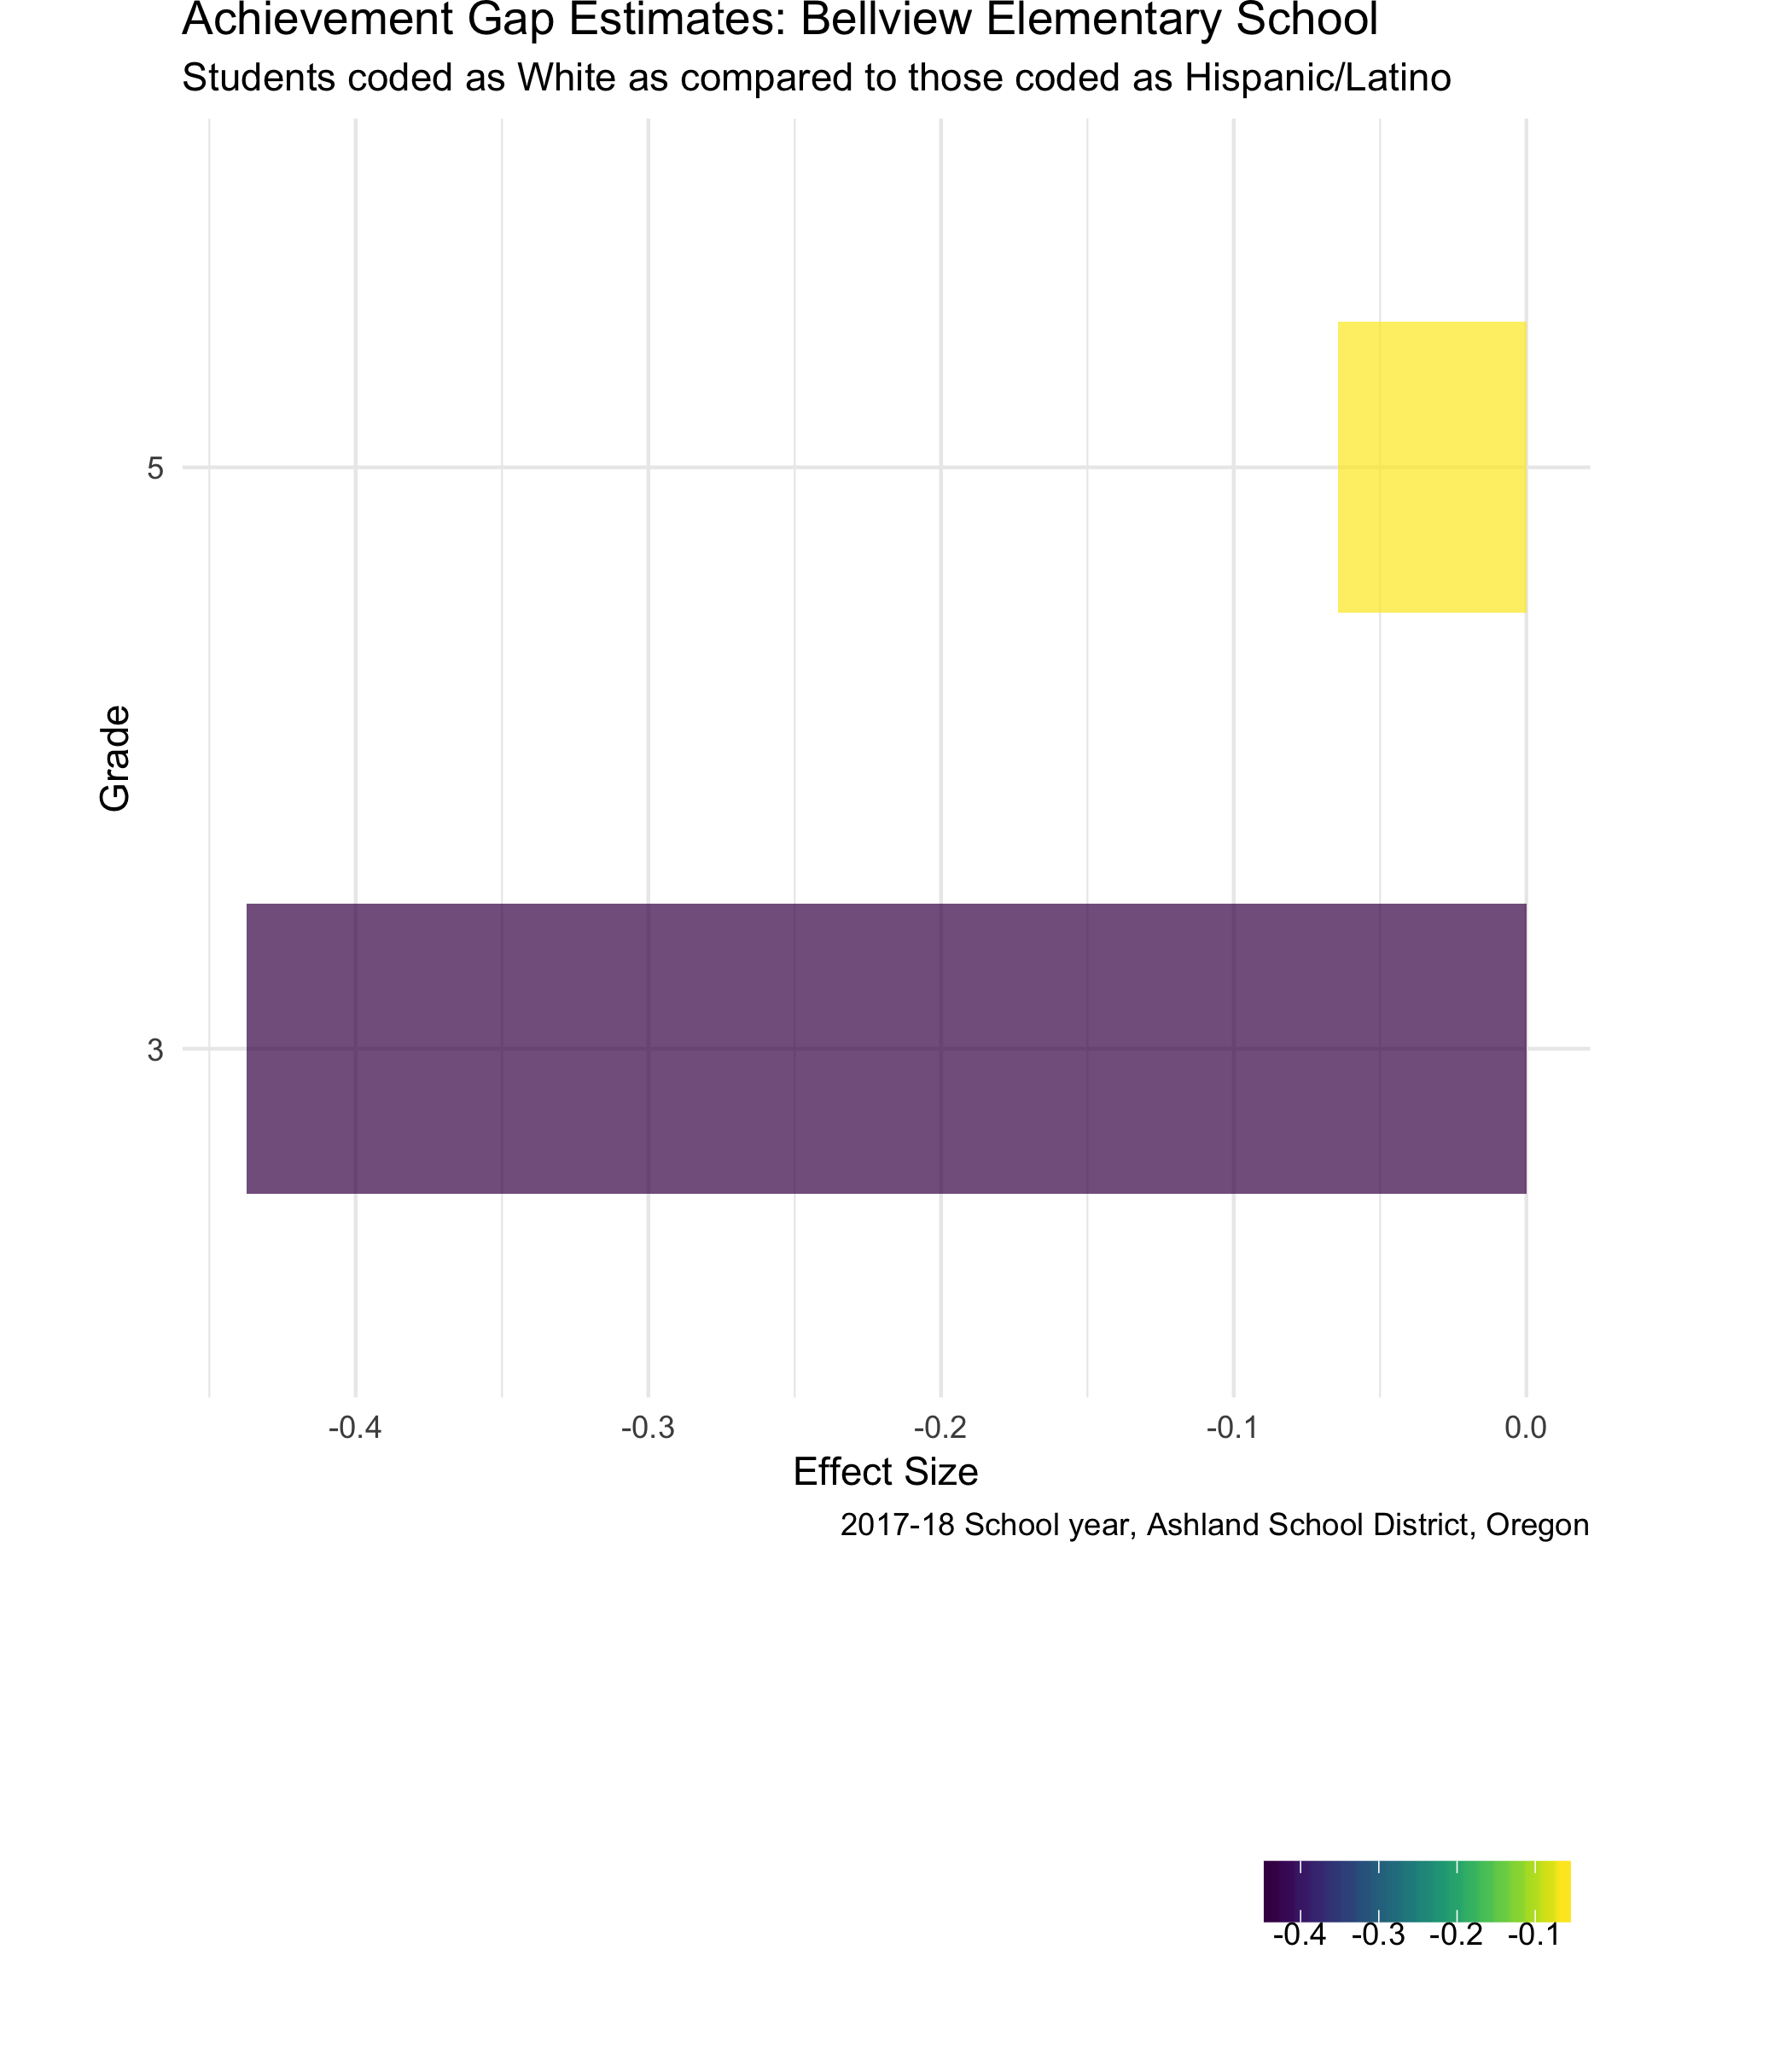 Achievement Gap Estimates: Bellview Elementary School
Students coded as White as compared to those coded as Hispanic/Latino
5
Grade
3
-0.4 -0.3 -0.2 -0.1 0.0
Effect Size
2017-18 School year, Ashland School District, Oregon
-0.4 -0.3 -0.2 -0.1